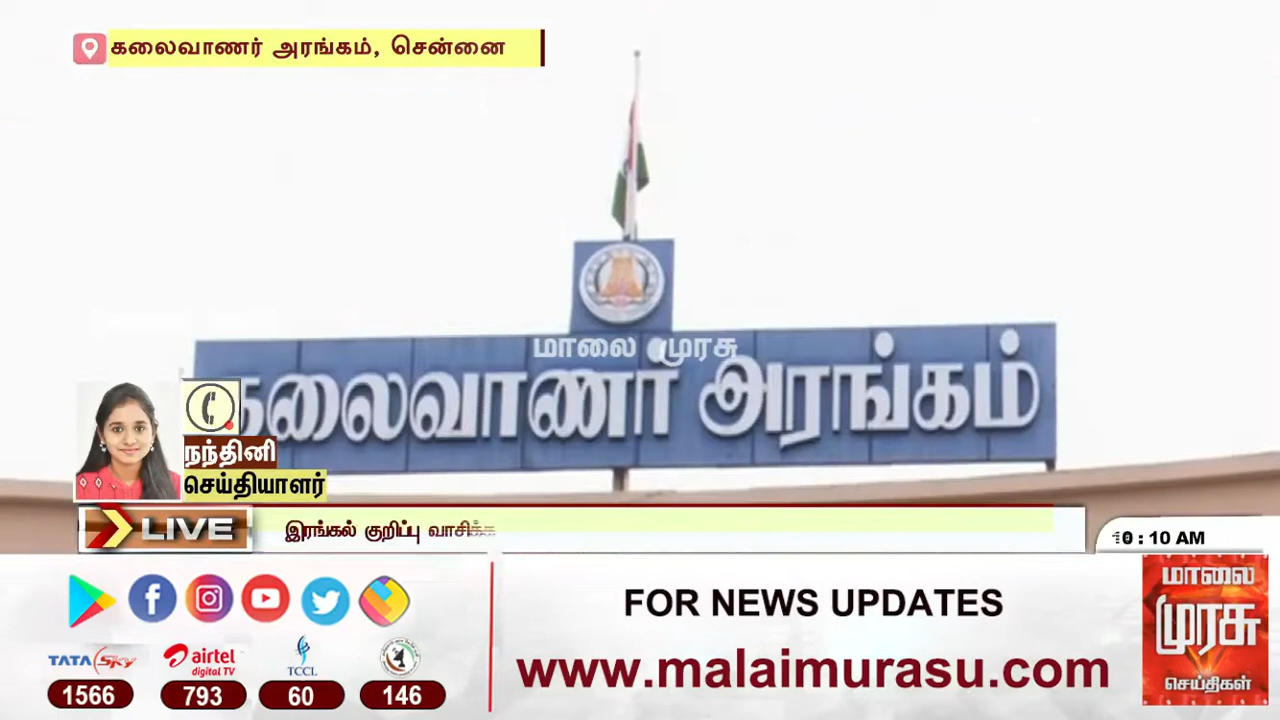 கலைவாணர் அரங்கம், சென்னை
மாலை முரசு
கலைவாணர் அரங்கம்
நந்தினி
செய்தியாளர்
LIVE
இரங்கல் குறிப்பு வாசிக்க
10:10 AM
FOR NEWS UPDATES
www.malaimurasu.com
TATA SKY
airtel
digital TV
TCCL
1566
793
60
146
மாலை
முரசு
செய்திகள்